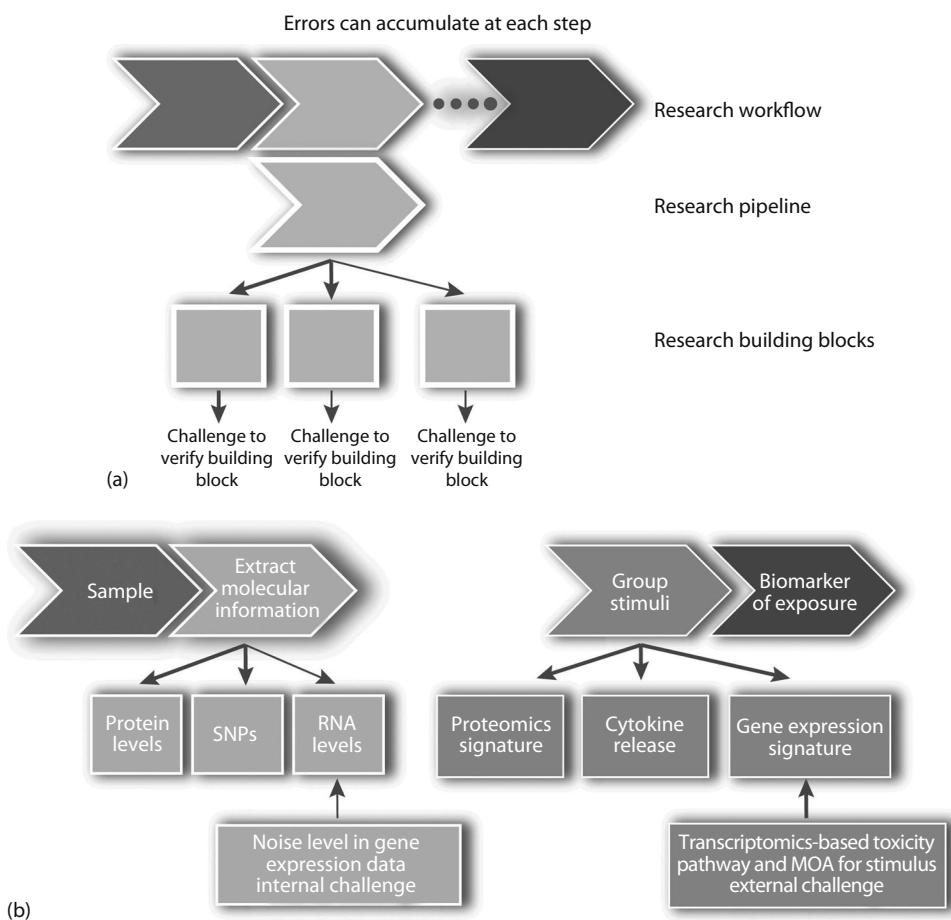 Errors can accumulate at each step
Research workflow
Research pipeline
Research building blocks
Challenge to
verify building
block
Challenge to
verify building
block
Challenge to
verify building
block
(a)
Sample
Extract
molecular
information
Group
stimuli
Biomarker
of exposure
Protein
levels
SNPs
RNA
levels
Proteomics
signature
Cytokine
release
Gene expression
signature
Noise level in gene
expression data
internal challenge
Transcriptomics-based toxicity
pathway and MOA for stimulus
external challenge
(b)